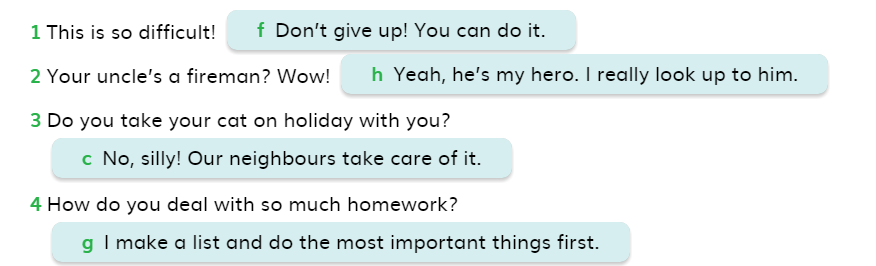 1 This is so difficult! f Don't give up! You can do it.
2 Your uncle's a fireman? Wow! h Yeah, he's my hero. I really look up to him.
3 Do you take your cat on holiday with you?
c No, silly! Our neighbours take care of it.
4 How do you deal with so much homework?
g I make a list and do the most important things first.